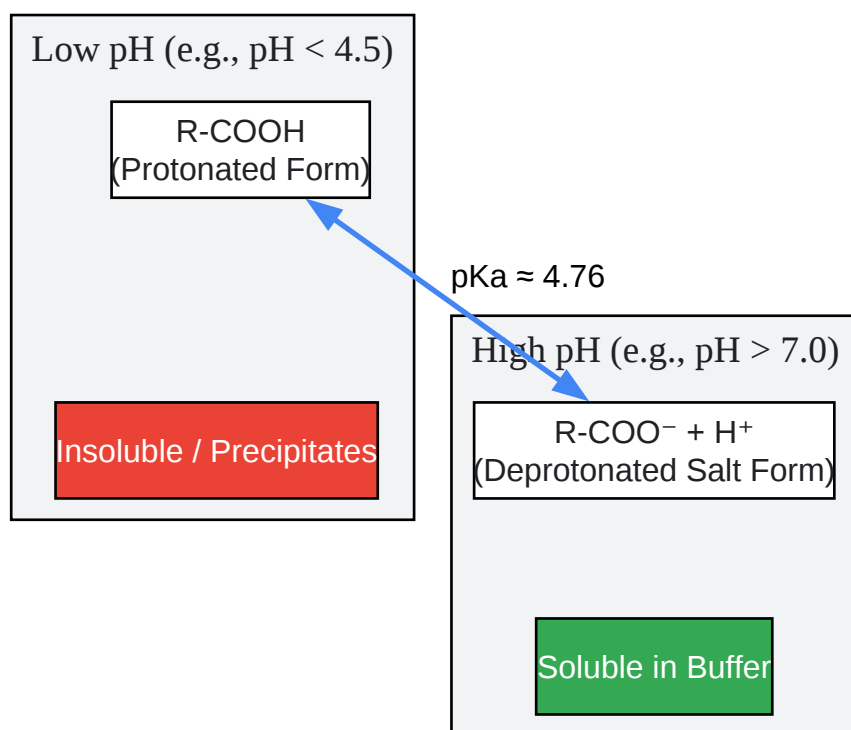 Low pH (e.g., pH < 4.5)
R-COOH
(Protonated Form)
Insoluble / Precipitates
pKa ≈ 4.76
High pH (e.g., pH > 7.0)
R-COO⁻ + H⁺
(Deprotonated Salt Form)
Soluble in Buffer